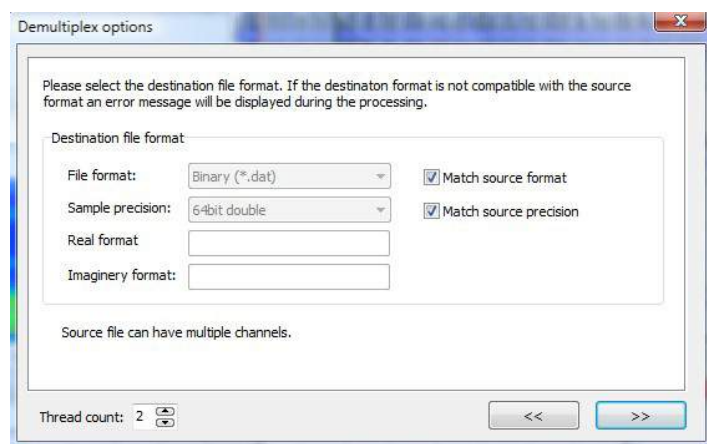 Demultiplex options
Please select the destination file format. If the destinaton format is not compatible with the source
format an error message will be displayed during the processing.
Destination file format
File format: Binary (*.dat) Match source format
Sample precision: 64bit double Match source precision
Real format
Imaginery format:
Source file can have multiple channels.
Thread count: 2 << >>